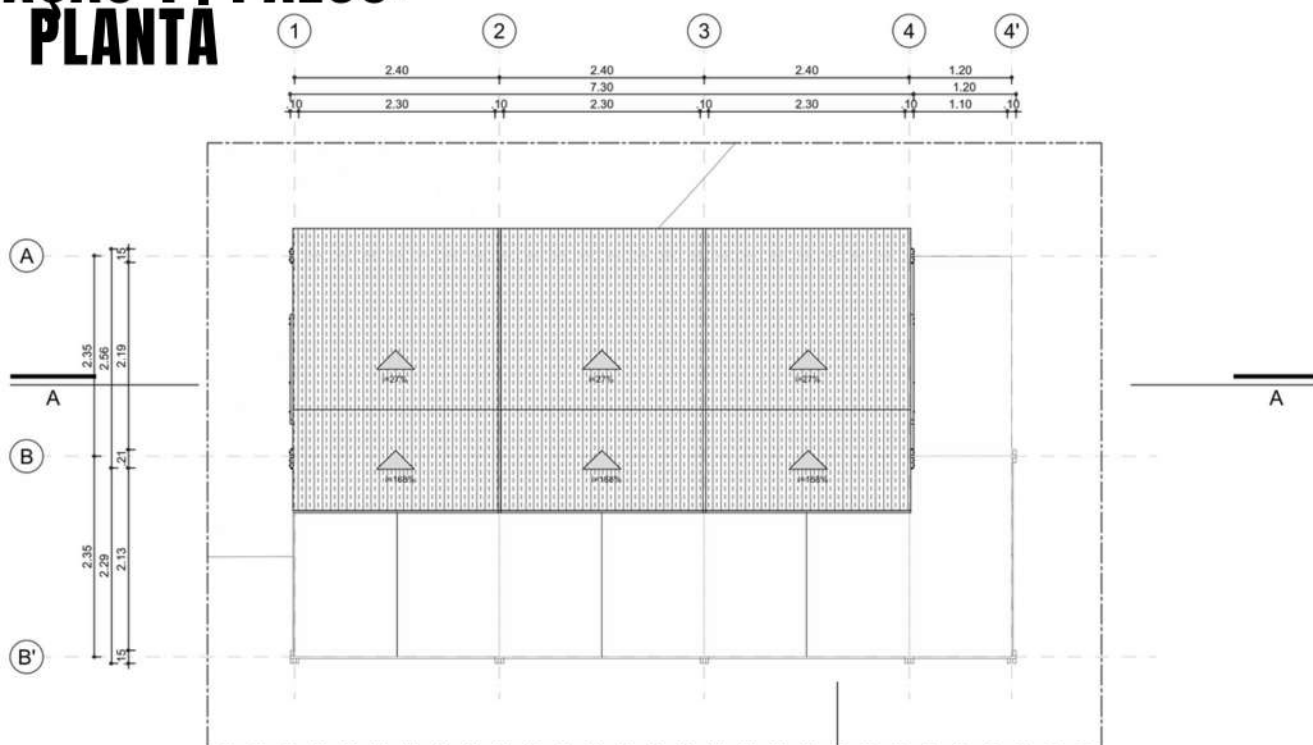 PLANTA
1 2 3 4 4'
2.40 2.40 2.40 1.20
7.30 1.20
.10 2.30 .10 2.30 .10 2.30 .10 1.10 .10
A
15
2.35 2.56 2.19
i=27% i=27% i=27%
A A
B
21
i=168% i=168% i=168%
2.35 2.29 2.13
B'
15